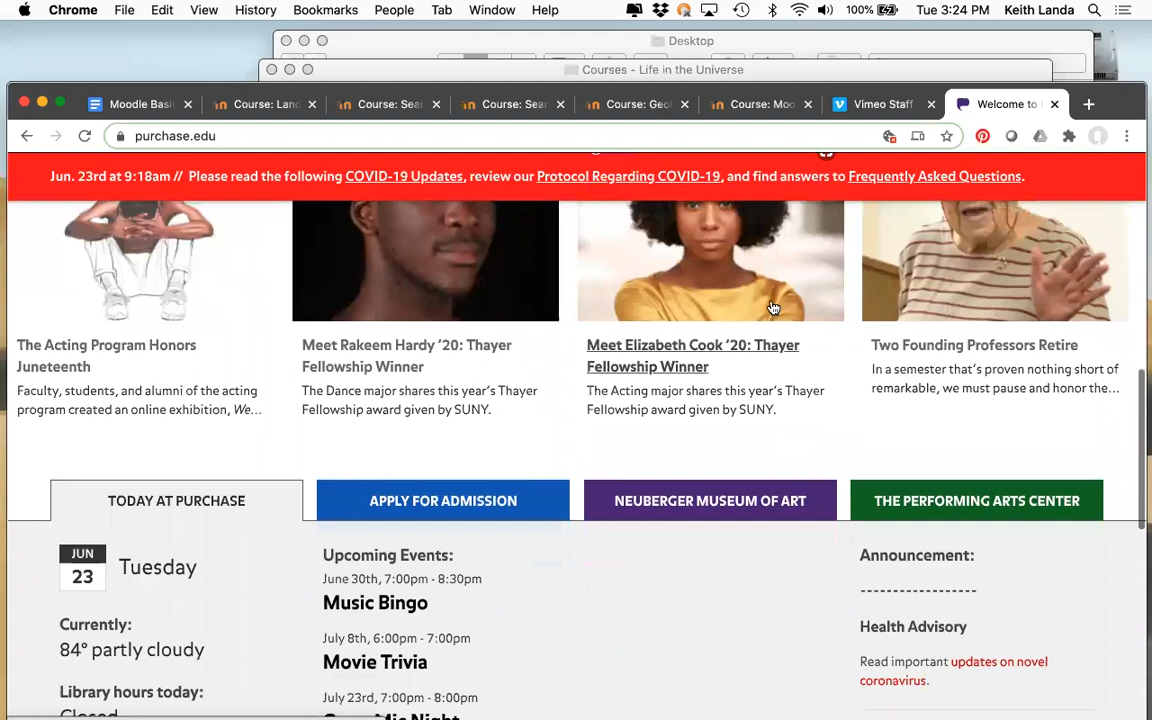 Chrome File Edit View History Bookmarks People Tab Window Help 100% Tue 3:24 PM Keith Landa
Desktop
Courses - Life in the Universe
Moodle Basi Course: Lan Course: Sear Course: Sear Course: Geol Course: Moo Vimeo Staff Welcome to
purchase.edu
Jun. 23rd at 9:18am // Please read the following COVID-19 Updates, review our Protocol Regarding COVID-19, and find answers to Frequently Asked Questions.
The Acting Program Honors
Juneteenth
Faculty, students, and alumni of the acting
program created an online exhibition, We...
Meet Rakeem Hardy '20: Thayer
Fellowship Winner
The Dance major shares this year's Thayer
Fellowship award given by SUNY.
Meet Elizabeth Cook '20: Thayer
Fellowship Winner
The Acting major shares this year's Thayer
Fellowship award given by SUNY.
Two Founding Professors Retire
In a semester that's proven nothing short of
remarkable, we must pause and honor the...
TODAY AT PURCHASE
APPLY FOR ADMISSION
NEUBERGER MUSEUM OF ART
THE PERFORMING ARTS CENTER
JUN
23
Tuesday
Currently:
84° partly cloudy
Library hours today:
Closed
Upcoming Events:
June 30th, 7:00pm - 8:30pm
Music Bingo
July 8th, 6:00pm - 7:00pm
Movie Trivia
July 23rd, 7:00pm - 8:00pm
Open Mic Night
Announcement:
------------------
Health Advisory
Read important updates on novel
coronavirus.